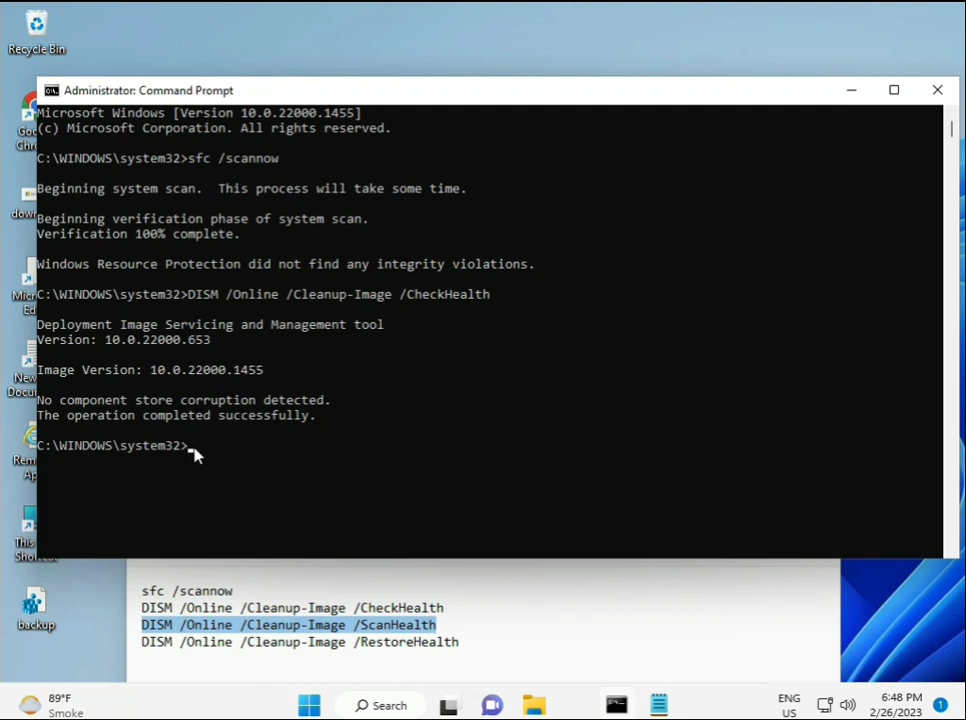 Recycle Bin
Administrator: Command Prompt
Microsoft Windows [Version 10.0.22000.1455]
(c) Microsoft Corporation. All rights reserved.
C:\WINDOWS\system32>sfc /scannow
Beginning system scan.  This process will take some time.
Beginning verification phase of system scan.
Verification 100% complete.
Windows Resource Protection did not find any integrity violations.
C:\WINDOWS\system32>DISM /Online /Cleanup-Image /CheckHealth
Deployment Image Servicing and Management tool
Version: 10.0.22000.653
Image Version: 10.0.22000.1455
No component store corruption detected.
The operation completed successfully.
C:\WINDOWS\system32>
sfc /scannow
DISM /Online /Cleanup-Image /CheckHealth
DISM /Online /Cleanup-Image /ScanHealth
DISM /Online /Cleanup-Image /RestoreHealth
backup
89°F
Smoke
Search
ENG
US
6:48 PM
2/26/2023
1